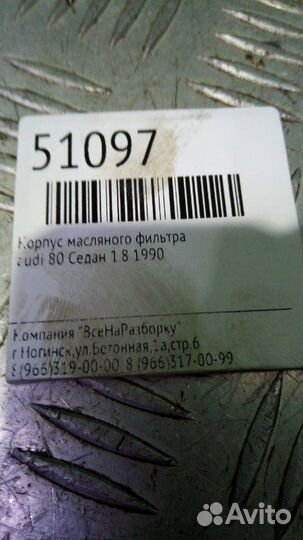 51097
Корпус масляного фильтра
audi 80 Седан 1.8 1990
Компания "ВсеНаРазборку"
г.Ногинск,ул.Бетонная,1а,стр.6
8(966)319-00-00, 8 (966)317-00-99
Avito